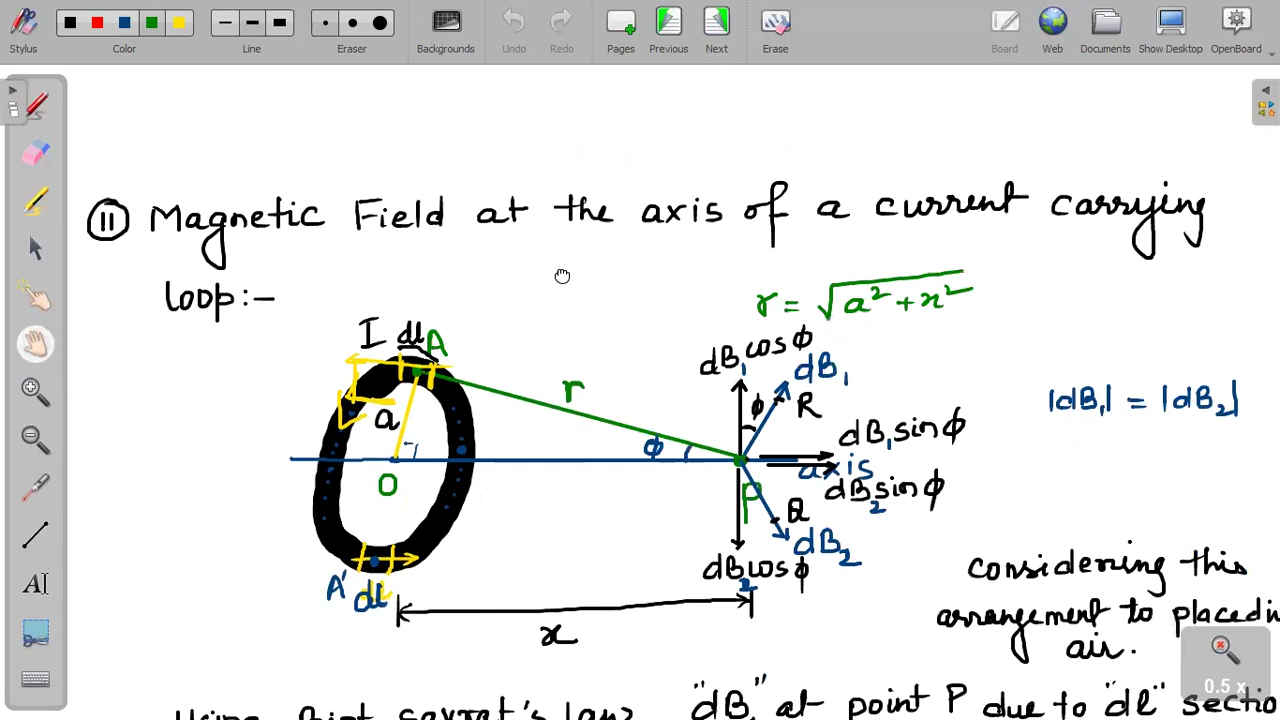 Stylus Color Line Eraser Backgrounds Undo Redo Pages Previous Next Erase Board Web Documents Show Desktop OpenBoard
II Magnetic Field at the axis of a current carrying
loop:-
r = √a² + x²
I dl A
dB₁cosφ
dB₁
r
φ
R
|dB₁| = |dB₂|
a
dB₁sinφ
φ
axis
O
P
dB₂sinφ
Q
dB₂
A' dl
dB₂cosφ
considering this
arrangement to placed in
air.
x
0.5 x
"dB" at point P due to "dl" sectio